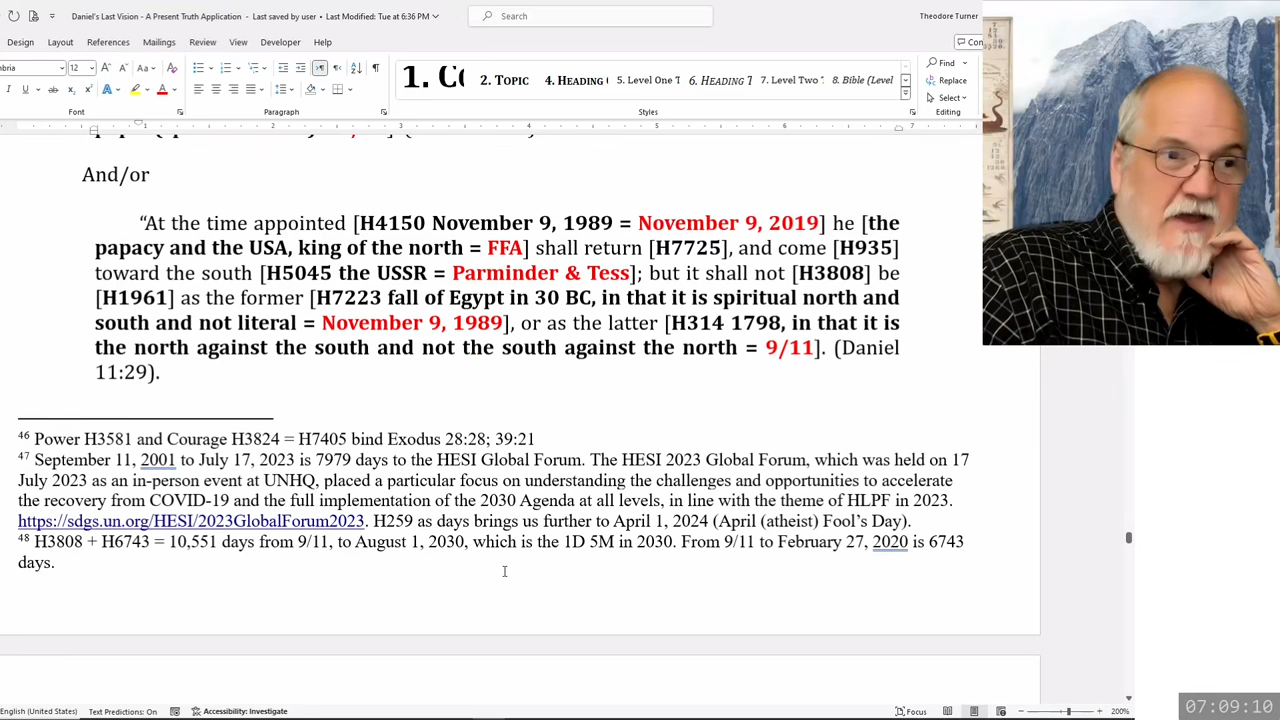 Daniel's Last Vision - A Present Truth Application - Last saved by user • Last Modified: Tue at 6:36 PM
Search
Theodore Turner
Design Layout References Mailings Review View Developer Help
12
Aa
Find
Replace
Select
2. TOPIC 4. HEADING 5. Level One 6. HEADING 7. Level Two 8. Bible (Level
Font Paragraph Styles Editing
1 2 3 4 5 6 7
And/or
“At the time appointed [H4150 November 9, 1989 = November 9, 2019] he [the
papacy and the USA, king of the north = FFA] shall return [H7725], and come [H935]
toward the south [H5045 the USSR = Parminder & Tess]; but it shall not [H3808] be
[H1961] as the former [H7223 fall of Egypt in 30 BC, in that it is spiritual north and
south and not literal = November 9, 1989], or as the latter [H314 1798, in that it is
the north against the south and not the south against the north = 9/11]. (Daniel
11:29).
46 Power H3581 and Courage H3824 = H7405 bind Exodus 28:28; 39:21
47 September 11, 2001 to July 17, 2023 is 7979 days to the HESI Global Forum. The HESI 2023 Global Forum, which was held on 17
July 2023 as an in-person event at UNHQ, placed a particular focus on understanding the challenges and opportunities to accelerate
the recovery from COVID-19 and the full implementation of the 2030 Agenda at all levels, in line with the theme of HLPF in 2023.
https://sdgs.un.org/HESI/2023GlobalForum2023. H259 as days brings us further to April 1, 2024 (April (atheist) Fool’s Day).
48 H3808 + H6743 = 10,551 days from 9/11, to August 1, 2030, which is the 1D 5M in 2030. From 9/11 to February 27, 2020 is 6743
days.
English (United States) Text Predictions: On Accessibility: Investigate Focus 200%
07:09:10